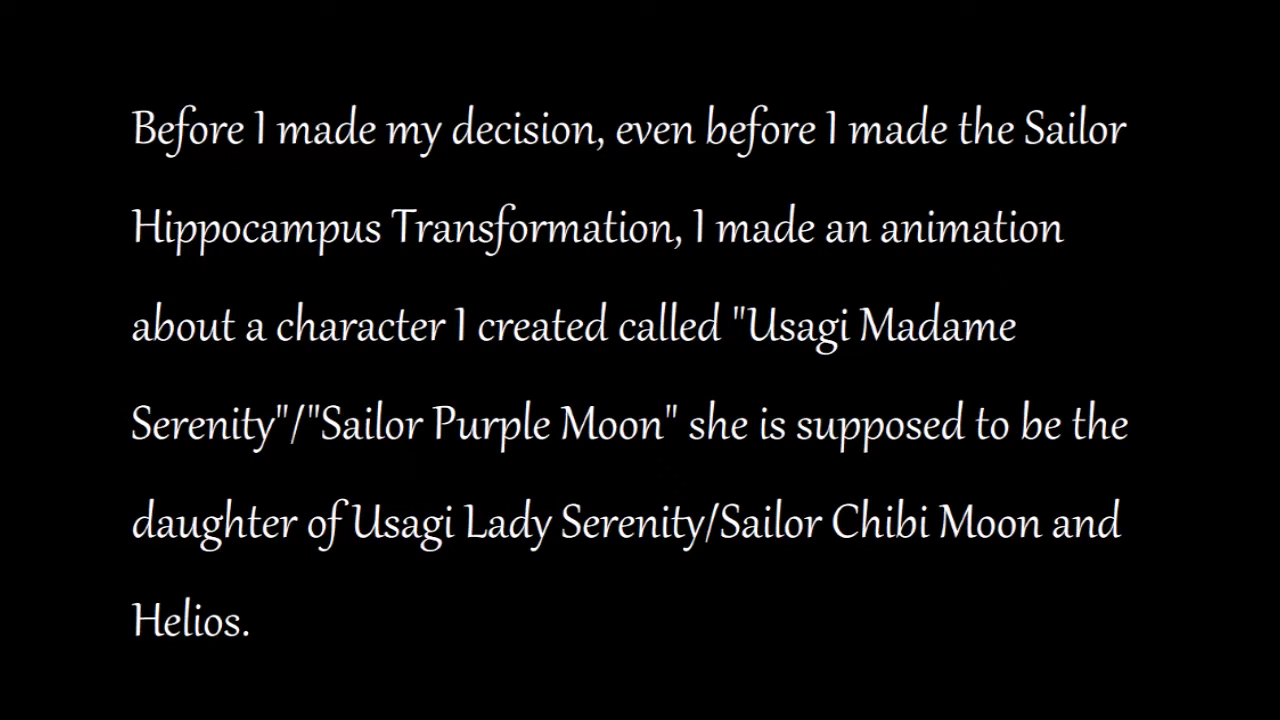 Before I made my decision, even before I made the Sailor
Hippocampus Transformation, I made an animation
about a character I created called "Usagi Madame
Serenity"/"Sailor Purple Moon" she is supposed to be the
daughter of Usagi Lady Serenity/Sailor Chibi Moon and
Helios.